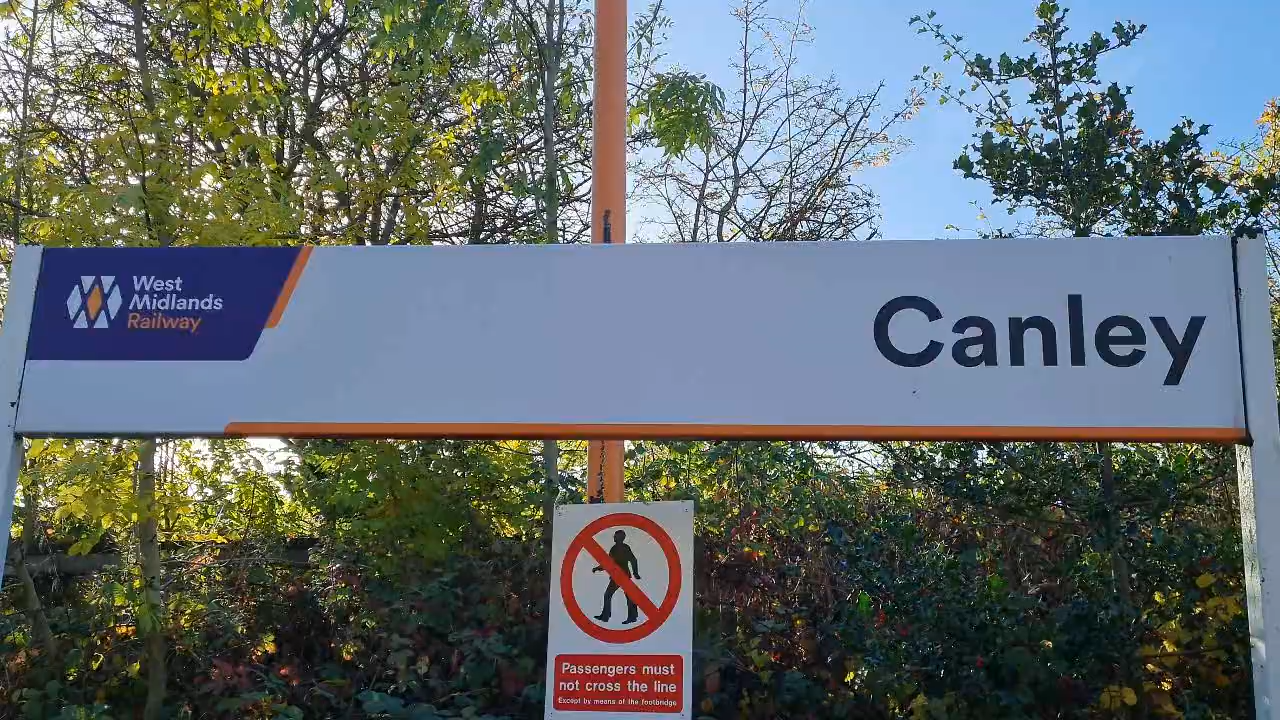 West
Midlands
Railway
Canley
Passengers must
not cross the line
Except by means of the footbridge